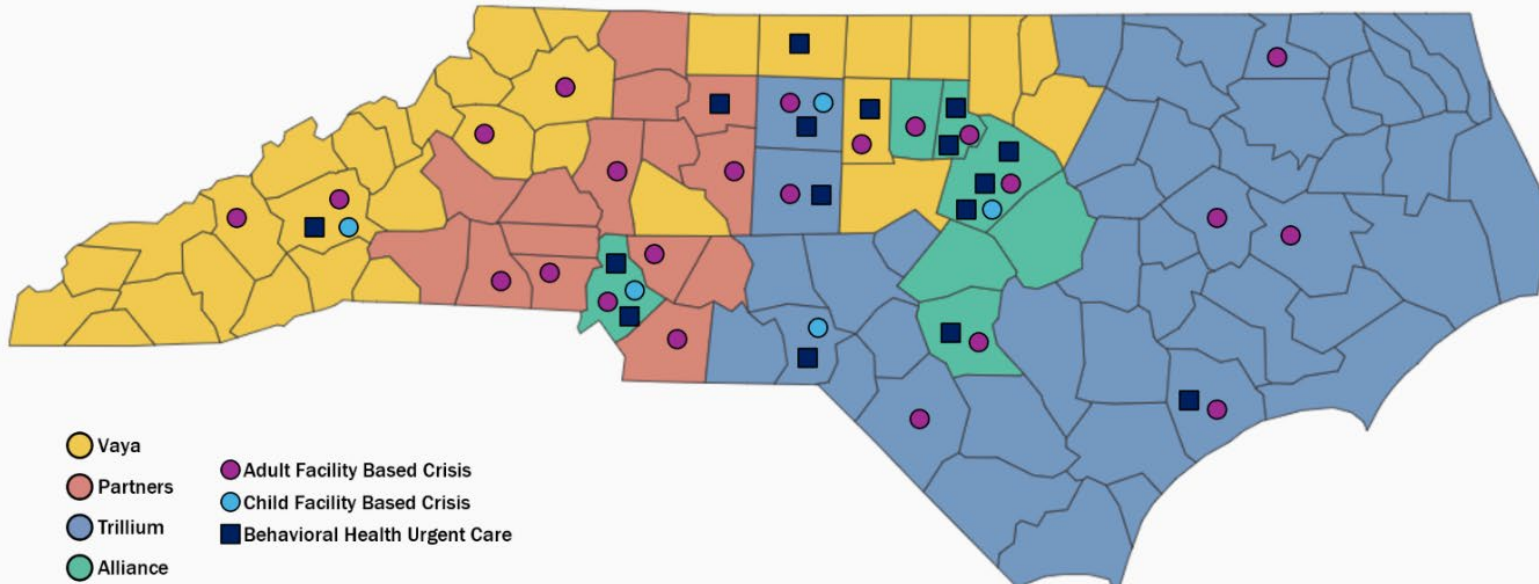 Vaya
Partners
Trillium
Alliance
Adult Facility Based Crisis
Child Facility Based Crisis
Behavioral Health Urgent Care